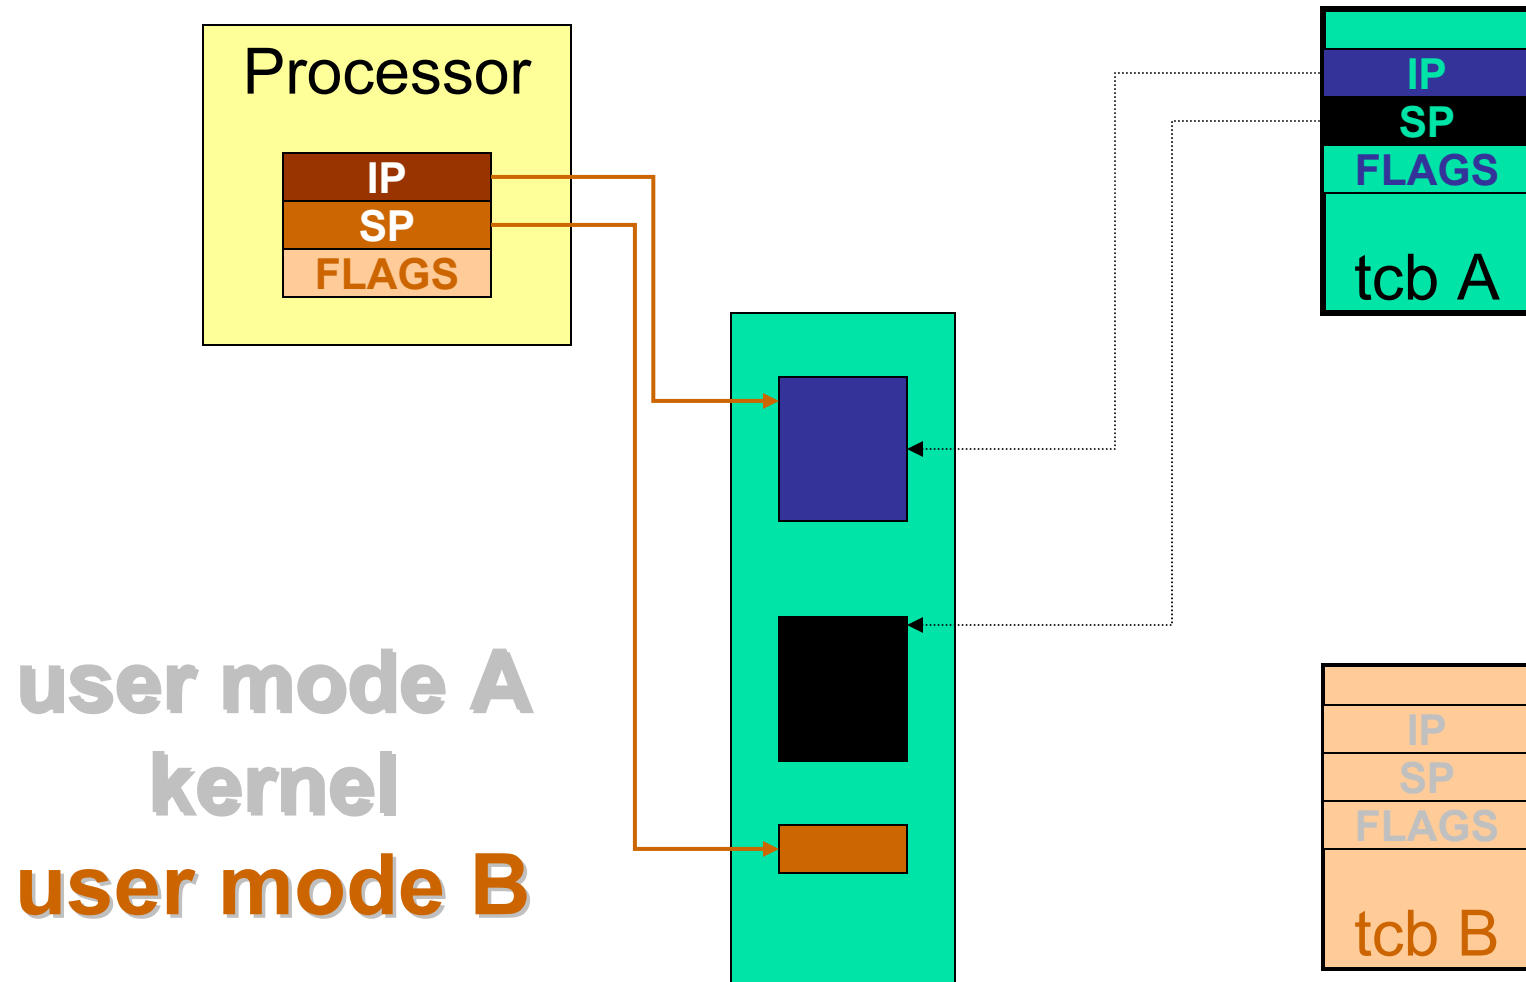 Processor
IP
SP
FLAGS
IP
SP
FLAGS
tcb A
user mode A
kernel
user mode B
IP
SP
FLAGS
tcb B